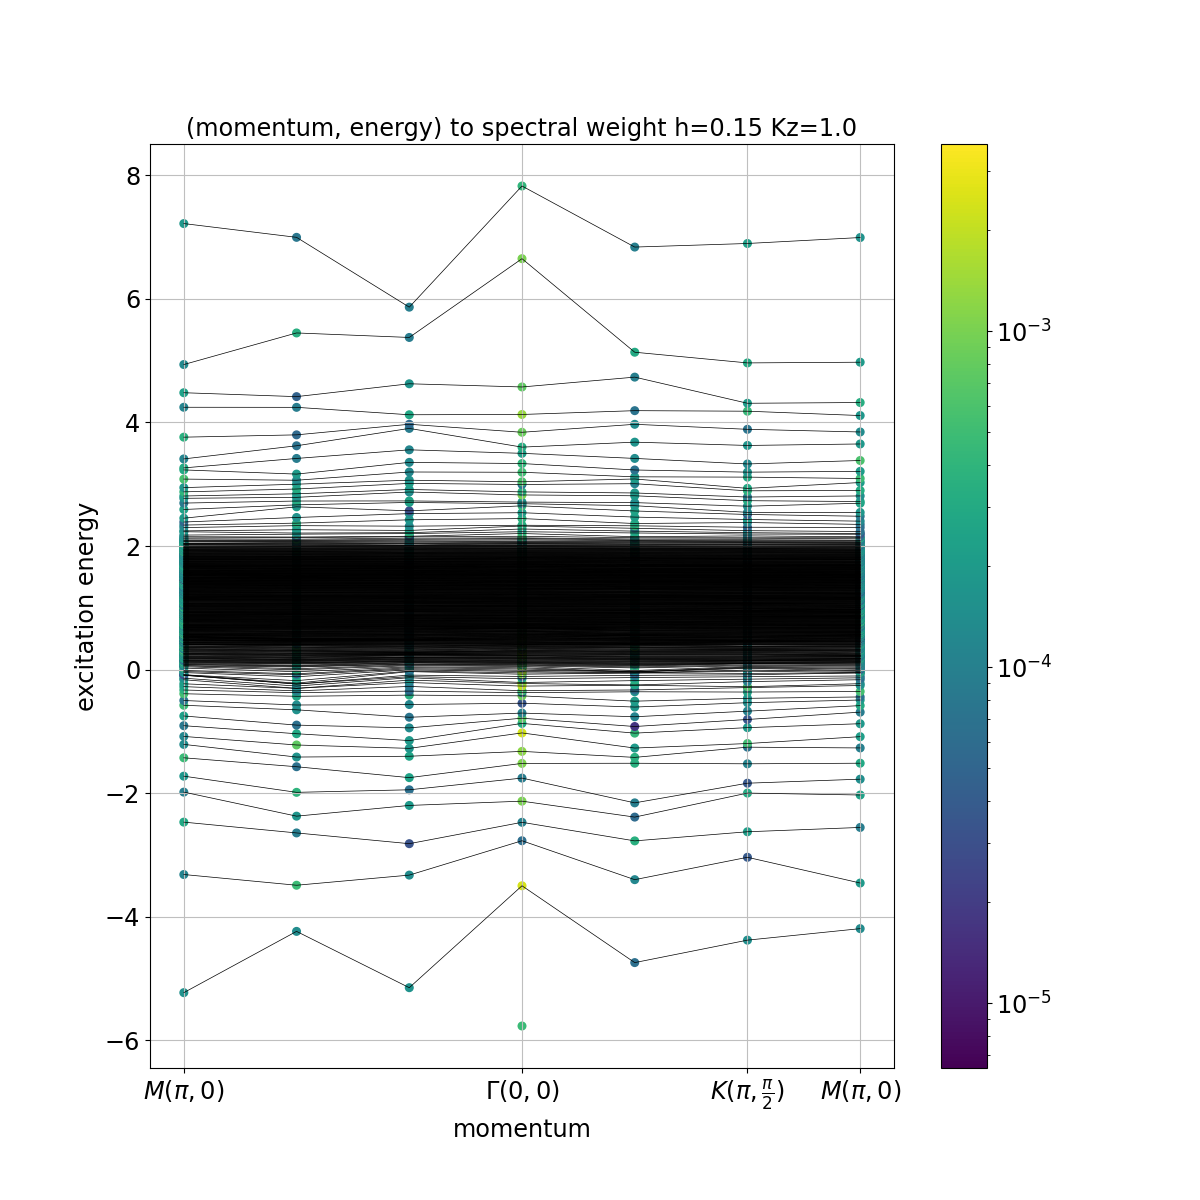 (momentum, energy) to spectral weight h=0.15 Kz=1.0
8
6
4
2
0
−2
−4
−6
excitation energy
M(π, 0)
Γ(0, 0)
K(π, π/2)
M(π, 0)
momentum
10⁻³
10⁻⁴
10⁻⁵